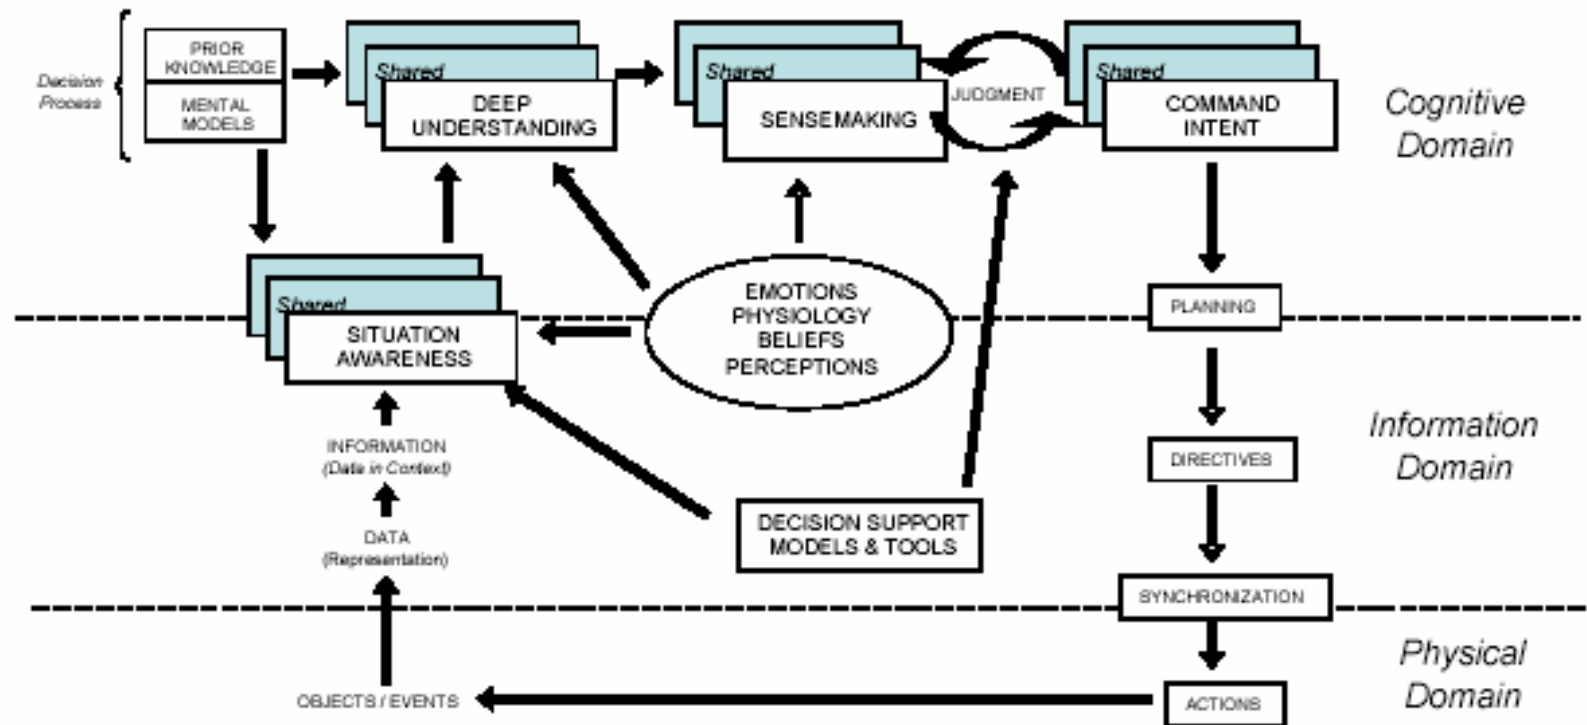 Decision
Process
PRIOR
KNOWLEDGE
MENTAL
MODELS
Shared
DEEP
UNDERSTANDING
Shared
SENSEMAKING
JUDGMENT
Shared
COMMAND
INTENT
Cognitive
Domain
Shared
SITUATION
AWARENESS
EMOTIONS
PHYSIOLOGY
BELIEFS
PERCEPTIONS
PLANNING
INFORMATION
(Data in Context)
DATA
(Representation)
DECISION SUPPORT
MODELS & TOOLS
DIRECTIVES
Information
Domain
SYNCHRONIZATION
OBJECTS / EVENTS
ACTIONS
Physical
Domain